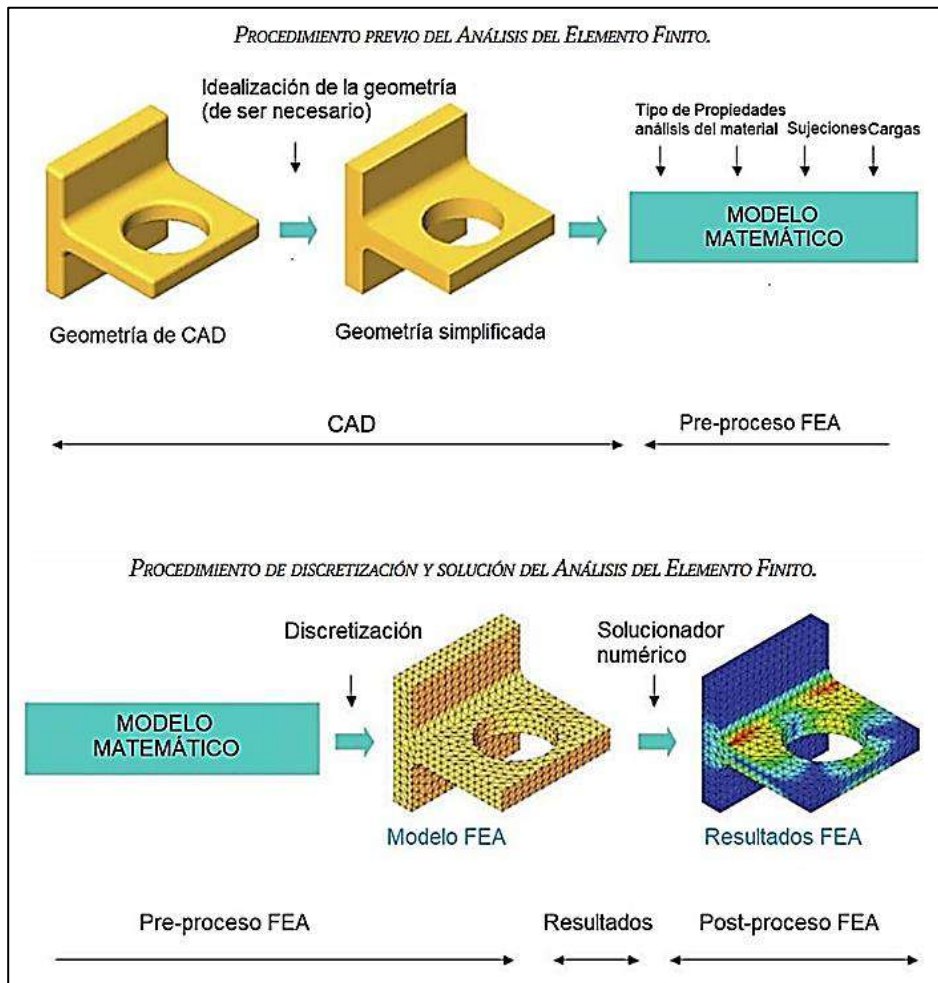 PROCEDIMIENTO PREVIO DEL ANÁLISIS DEL ELEMENTO FINITO.
Idealización de la geometría
(de ser necesario)
Tipo de Propiedades
análisis del material Sujeciones Cargas
MODELO
MATEMÁTICO
Geometría de CAD
Geometría simplificada
CAD
Pre-proceso FEA
PROCEDIMIENTO DE DISCRETIZACIÓN Y SOLUCIÓN DEL ANÁLISIS DEL ELEMENTO FINITO.
Discretización
Solucionador
numérico
MODELO
MATEMÁTICO
Modelo FEA
Resultados FEA
Pre-proceso FEA
Resultados
Post-proceso FEA